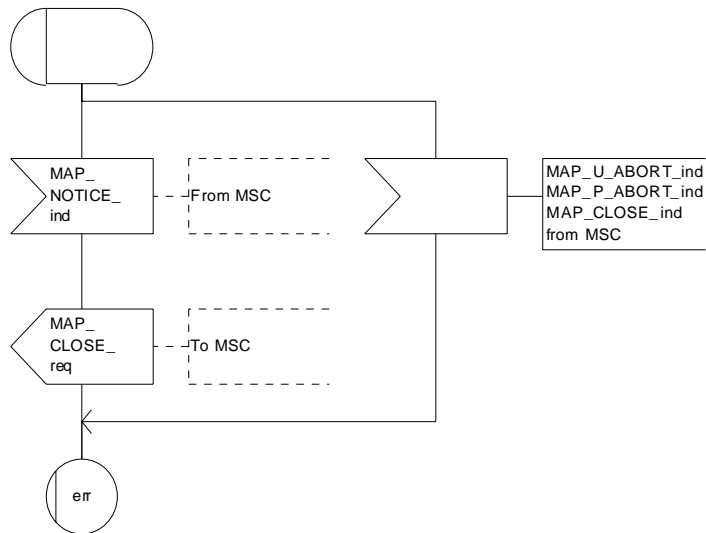 MAP_
NOTICE_
ind
From MSC
MAP_U_ABORT_ind
MAP_P_ABORT_ind
MAP_CLOSE_ind
from MSC
MAP_
CLOSE_
req
To MSC
err